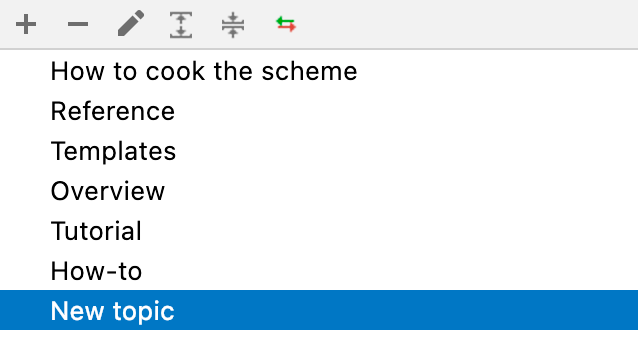 How to cook the scheme
Reference
Templates
Overview
Tutorial
How-to
New topic